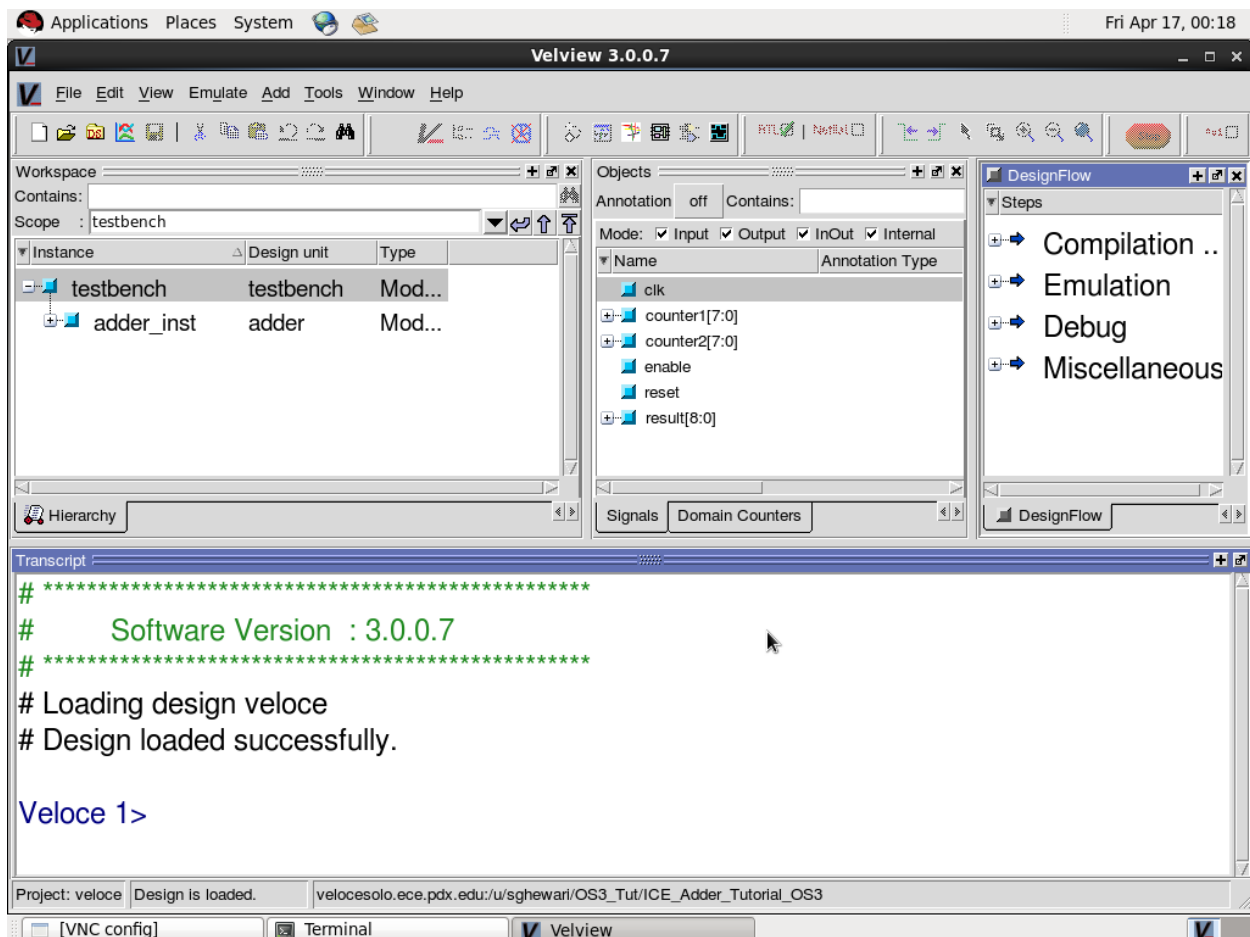 Applications Places System Fri Apr 17, 00:18
Velview 3.0.0.7
File Edit View Emulate Add Tools Window Help
RTL Stop
Workspace
Contains:
Scope : testbench
Instance Design unit Type
testbench testbench Mod...
adder_inst adder Mod...
Hierarchy
Objects
Annotation off Contains:
Mode: Input Output InOut Internal
Name Annotation Type
clk
counter1[7:0]
counter2[7:0]
enable
reset
result[8:0]
Signals Domain Counters
DesignFlow
Steps
Compilation ..
Emulation
Debug
Miscellaneous
DesignFlow
Transcript
# **************************************************
# Software Version : 3.0.0.7
# **************************************************
# Loading design veloce
# Design loaded successfully.
Veloce 1>
Project: veloce Design is loaded. velocesolo.ece.pdx.edu:/u/sghewari/OS3_Tut/ICE_Adder_Tutorial_OS3
[VNC config] Terminal Velview